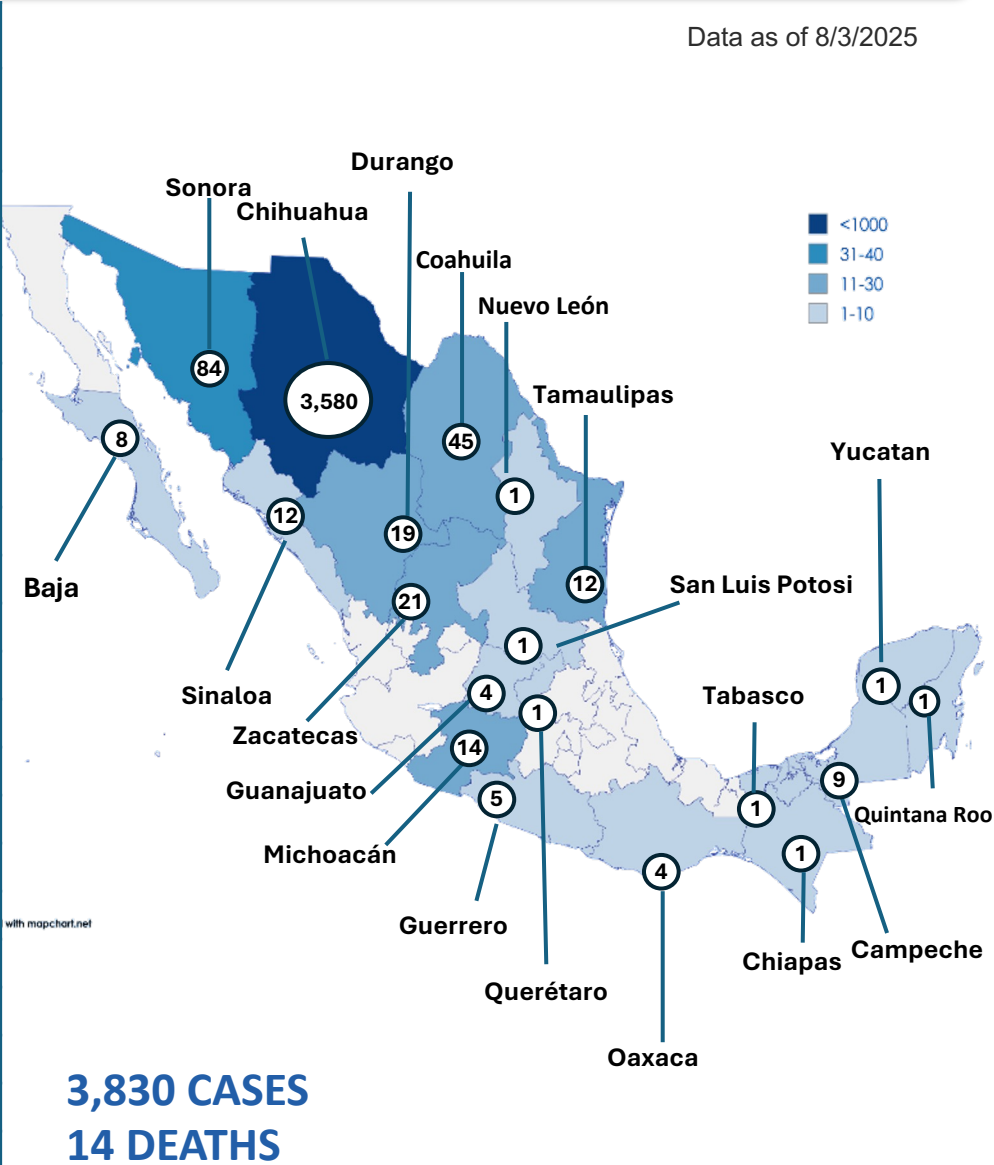 Data as of 8/3/2025
Durango
Sonora
Chihuahua
<1000
31-40
11-30
1-10
Coahuila
Nuevo León
84
3,580
Tamaulipas
8
45
Yucatan
1
12
19
12
Baja
San Luis Potosi
21
1
Sinaloa
4
1
Tabasco
1
1
Zacatecas
14
9
Guanajuato
5
1
Quintana Roo
Michoacán
4
1
with mapchart.net
Guerrero
Chiapas
Campeche
Querétaro
Oaxaca
3,830 CASES
14 DEATHS